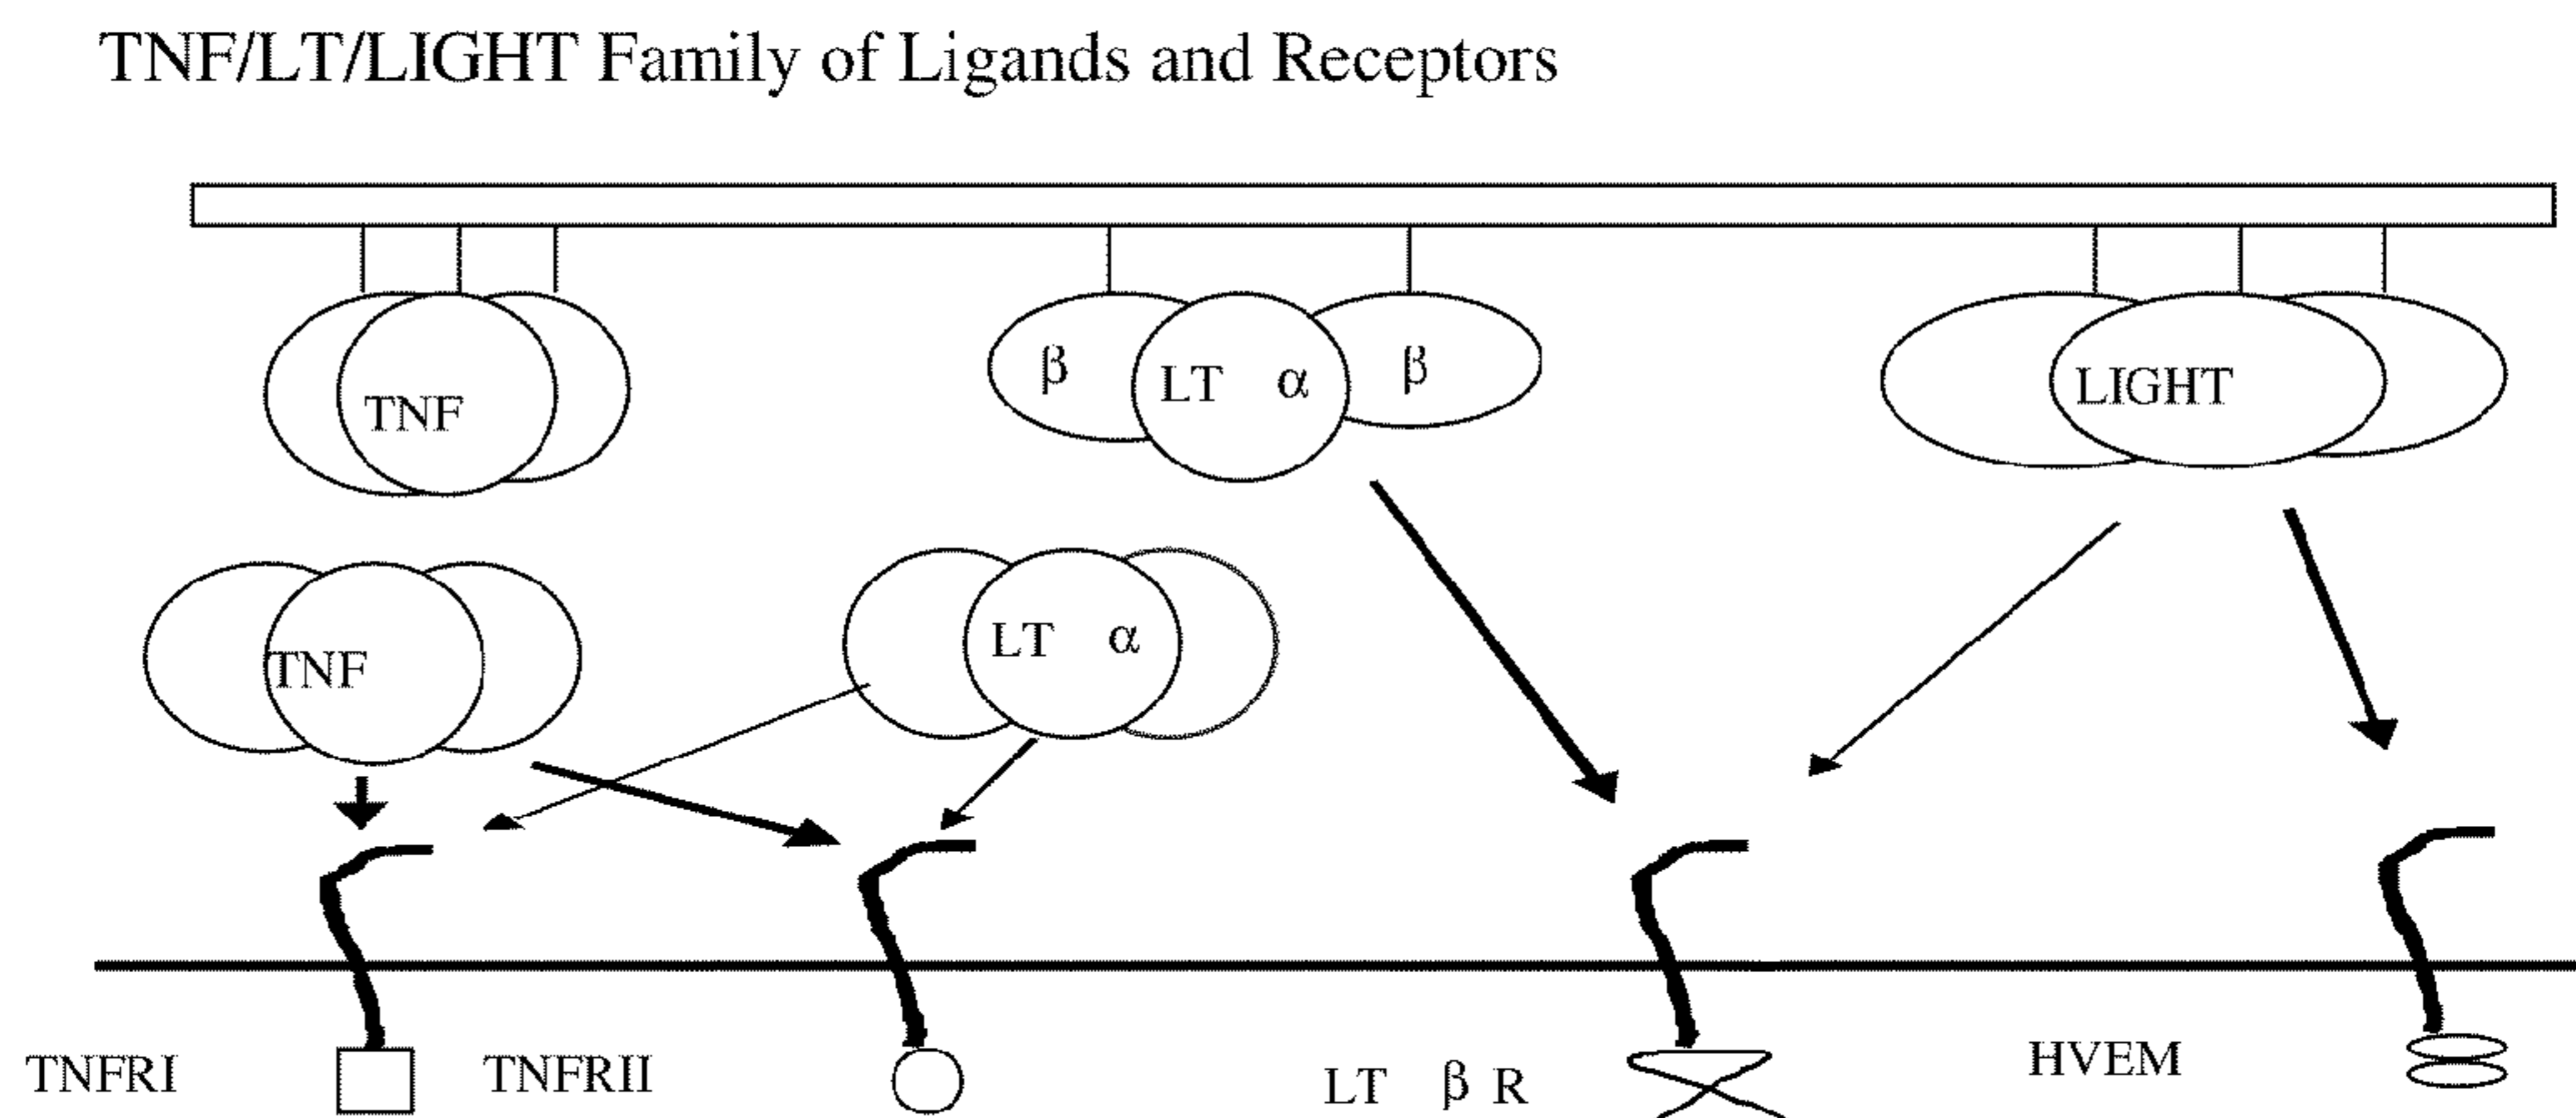 TNF/LT/LIGHT Family of Ligands and Receptors
TNF
β LT α β
LIGHT
TNF
LT α
TNFRI
TNFRII
LT β R
HVEM